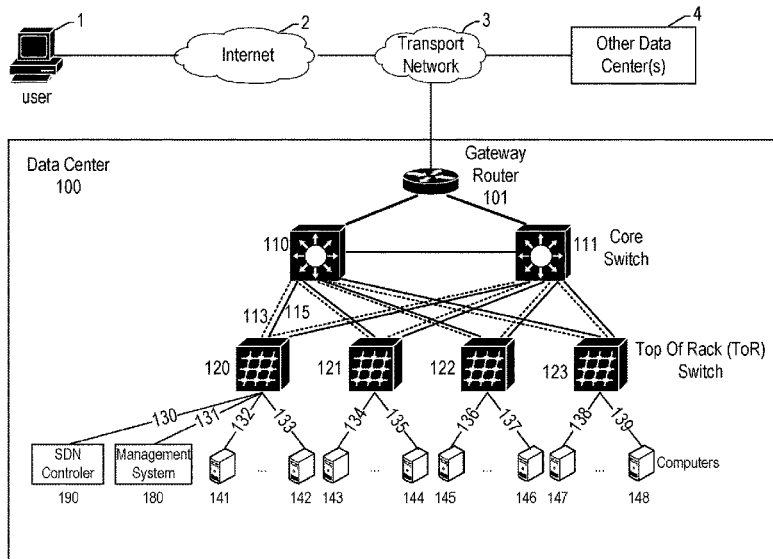 1
2
3
4
Internet
Transport
Network
Other Data
Center(s)
user
Data Center
100
Gateway
Router
101
110
111
Core
Switch
113
115
120
121
122
123
Top Of Rack (ToR)
Switch
130
131
132
133
134
135
136
137
138
139
SDN
Controler
Management
System
...
...
...
...
Computers
190
180
141
142
143
144
145
146
147
148